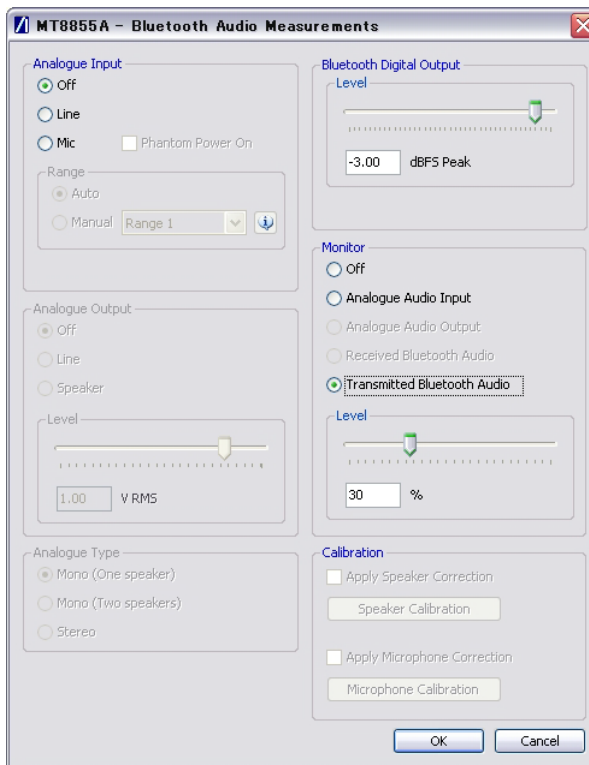 MT8855A - Bluetooth Audio Measurements
Analogue Input
Off
Line
Mic
Phantom Power On
Range
Auto
Manual
Range 1
Analogue Output
Off
Line
Speaker
Level
1.00
V RMS
Analogue Type
Mono (One speaker)
Mono (Two speakers)
Stereo
Bluetooth Digital Output
Level
-3.00
dBFS Peak
Monitor
Off
Analogue Audio Input
Analogue Audio Output
Received Bluetooth Audio
Transmitted Bluetooth Audio
Level
30
%
Calibration
Apply Speaker Correction
Speaker Calibration
Apply Microphone Correction
Microphone Calibration
OK
Cancel